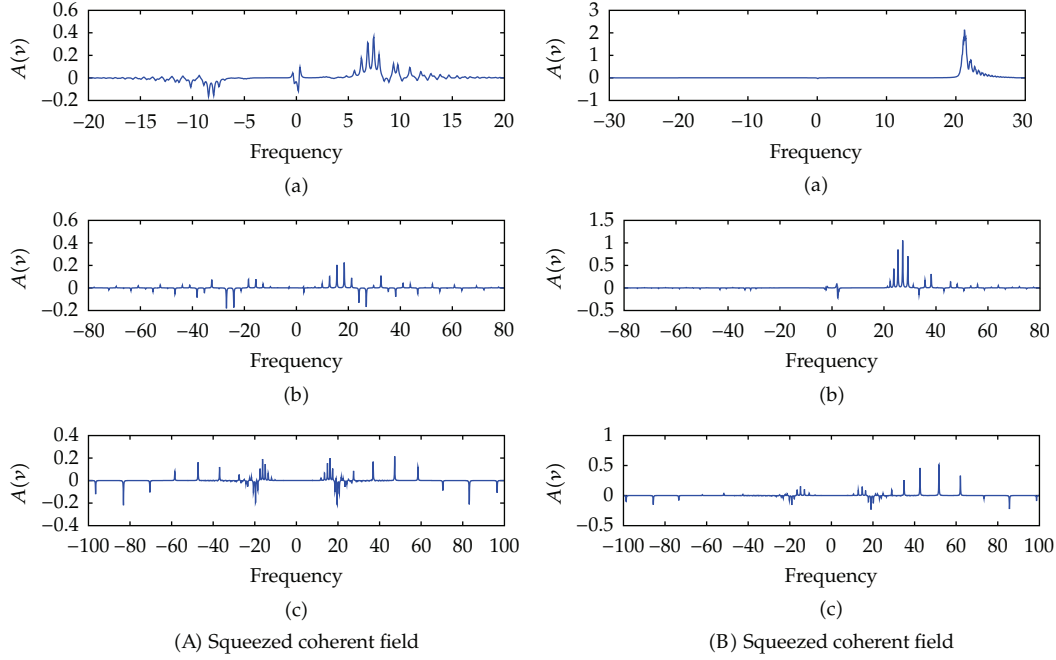 A(ν)
0.6
0.4
0.2
0
−0.2
−20 −15 −10 −5 0 5 10 15 20
Frequency
(a)
A(ν)
3
2
1
0
−1
−30 −20 −10 0 10 20 30
Frequency
(a)
A(ν)
0.6
0.4
0.2
0
−0.2
−80 −60 −40 −20 0 20 40 60 80
Frequency
(b)
A(ν)
1.5
1
0.5
0
−0.5
−80 −60 −40 −20 0 20 40 60 80
Frequency
(b)
A(ν)
0.4
0.2
0
−0.2
−0.4
−100 −80 −60 −40 −20 0 20 40 60 80 100
Frequency
(c)
(A) Squeezed coherent field
A(ν)
1
0.5
0
−0.5
−100 −80 −60 −40 −20 0 20 40 60 80 100
Frequency
(c)
(B) Squeezed coherent field